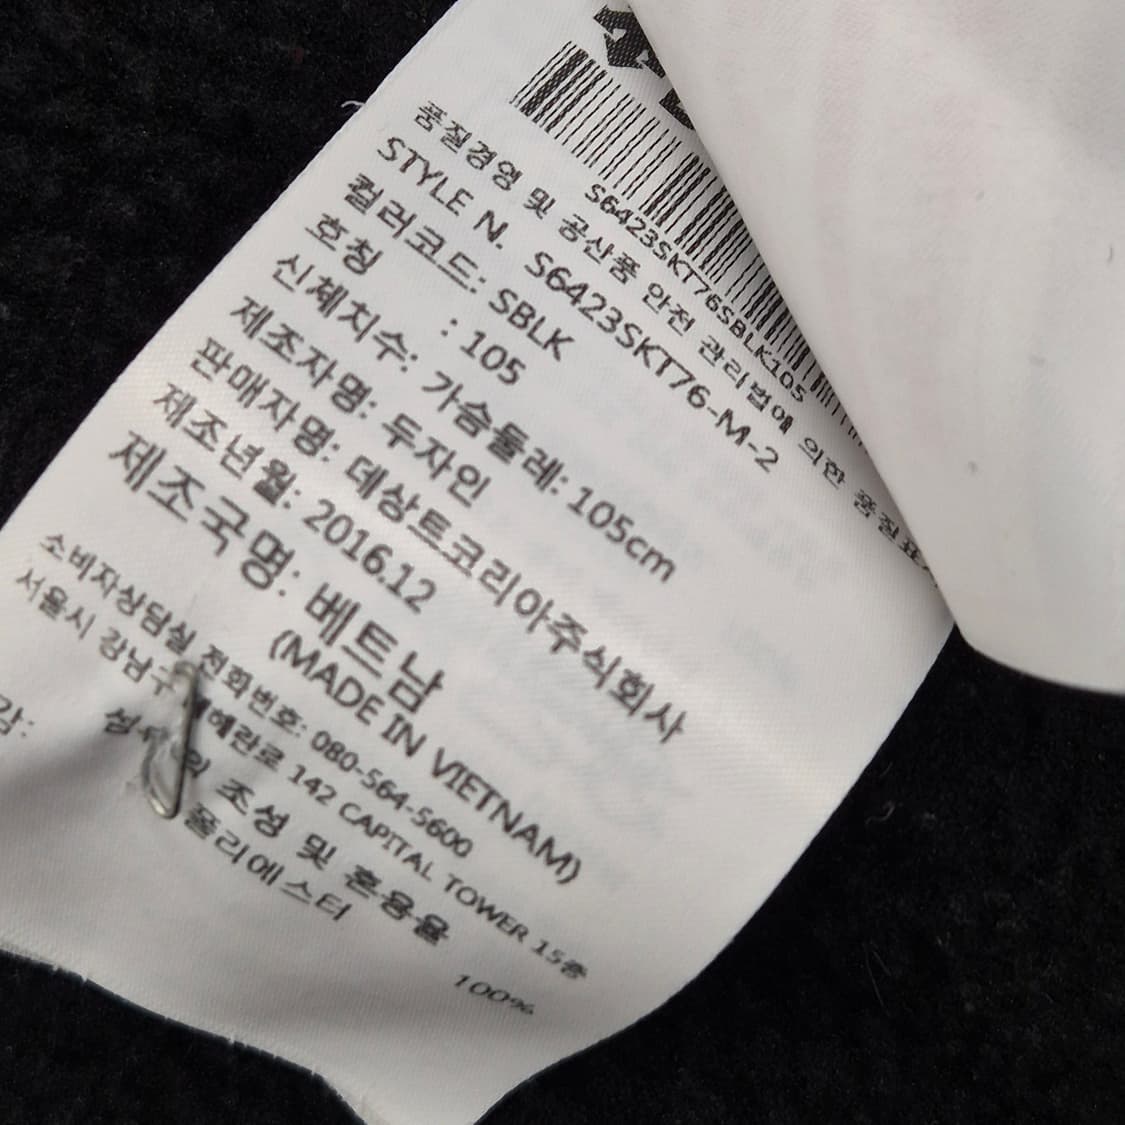 S6423SKT76SBLK105
품질경영 및 공산품 안전 관리법에 의한 품질표
STYLE N. S6423SKT76-M-2
컬러코드: SBLK
호칭 : 105
신체치수: 가슴둘레: 105cm
제조자명: 두자인
판매자명: 데상트코리아주식회사
제조년월: 2016.12
제조국명: 베트남
(MADE IN VIETNAM)
소비자상담실 전화번호: 080-564-5600
서울시 강남구 테헤란로 142 CAPITAL TOWER 15층
조성 및 혼용율
감: 폴리에스터 100%